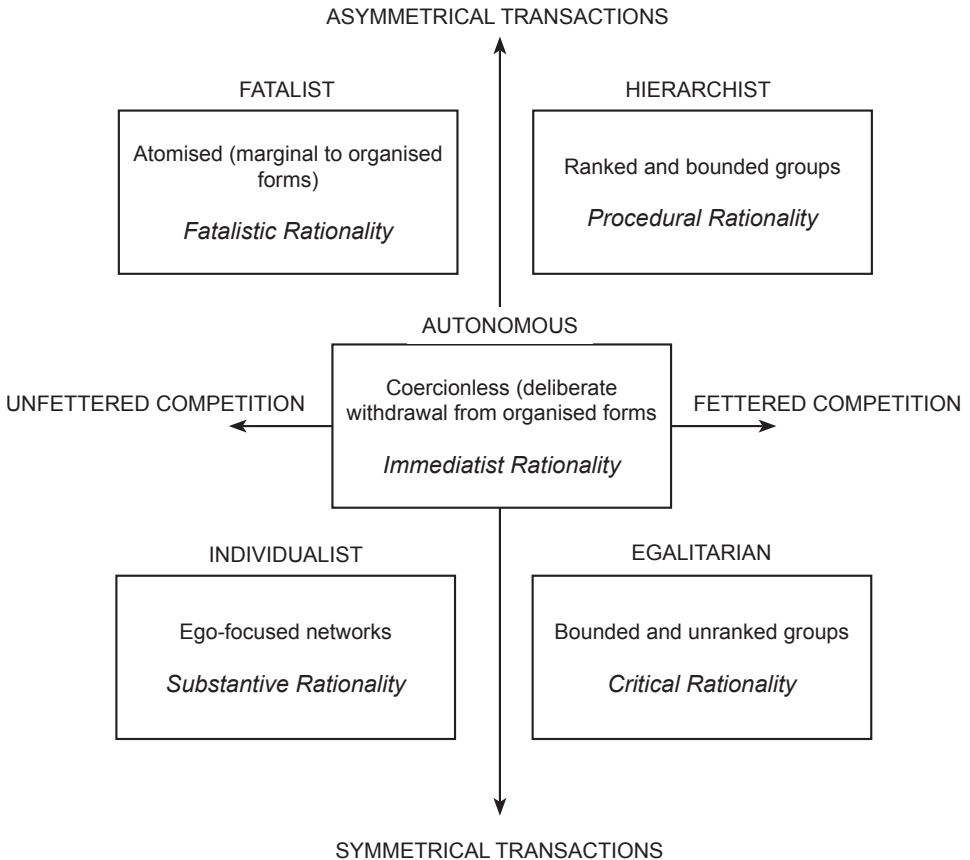 ASYMMETRICAL TRANSACTIONS
FATALIST
Atomised (marginal to organised
forms)
Fatalistic Rationality
HIERARCHIST
Ranked and bounded groups
Procedural Rationality
AUTONOMOUS
Coercionless (deliberate
withdrawal from organised forms
Immediatist Rationality
UNFETTERED COMPETITION
FETTERED COMPETITION
INDIVIDUALIST
Ego-focused networks
Substantive Rationality
EGALITARIAN
Bounded and unranked groups
Critical Rationality
SYMMETRICAL TRANSACTIONS